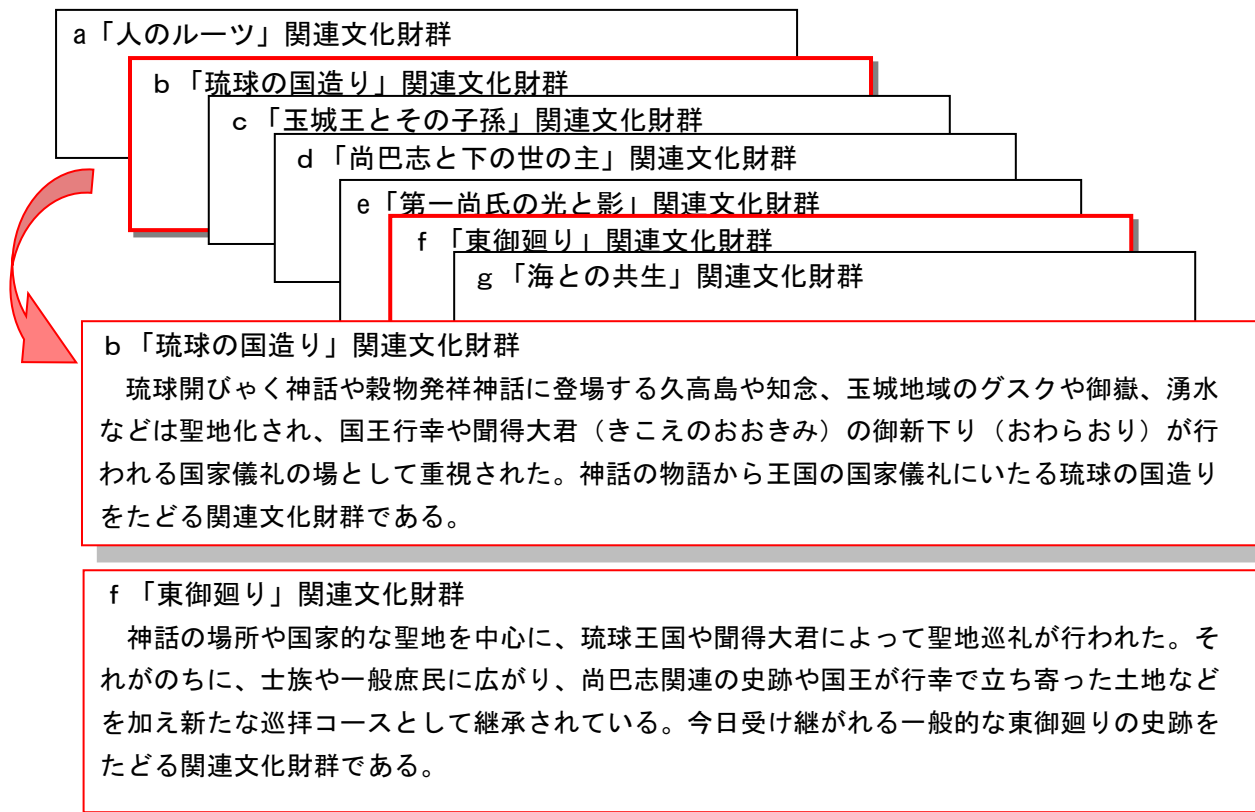 a「人のルーツ」関連文化財群
b「琉球の国造り」関連文化財群
c「玉城王とその子孫」関連文化財群
d「尚巴志と下の世の主」関連文化財群
e「第一尚氏の光と影」関連文化財群
f「東御廻り」関連文化財群
g「海との共生」関連文化財群
b「琉球の国造り」関連文化財群
琉球開びゃく神話や穀物発祥神話に登場する久高島や知念、玉城地域のグスクや御嶽、湧水
などは聖地化され、国王行幸や聞得大君（きこえのおおきみ）の御新下り（おわらおり）が行
われる国家儀礼の場として重視された。神話の物語から王国の国家儀礼にいたる琉球の国造り
をたどる関連文化財群である。
f「東御廻り」関連文化財群
神話の場所や国家的な聖地を中心に、琉球王国や聞得大君によって聖地巡礼が行われた。そ
れがのちに、士族や一般庶民に広がり、尚巴志関連の史跡や国王が行幸で立ち寄った土地など
を加え新たな巡拝コースとして継承されている。今日受け継がれる一般的な東御廻りの史跡を
たどる関連文化財群である。